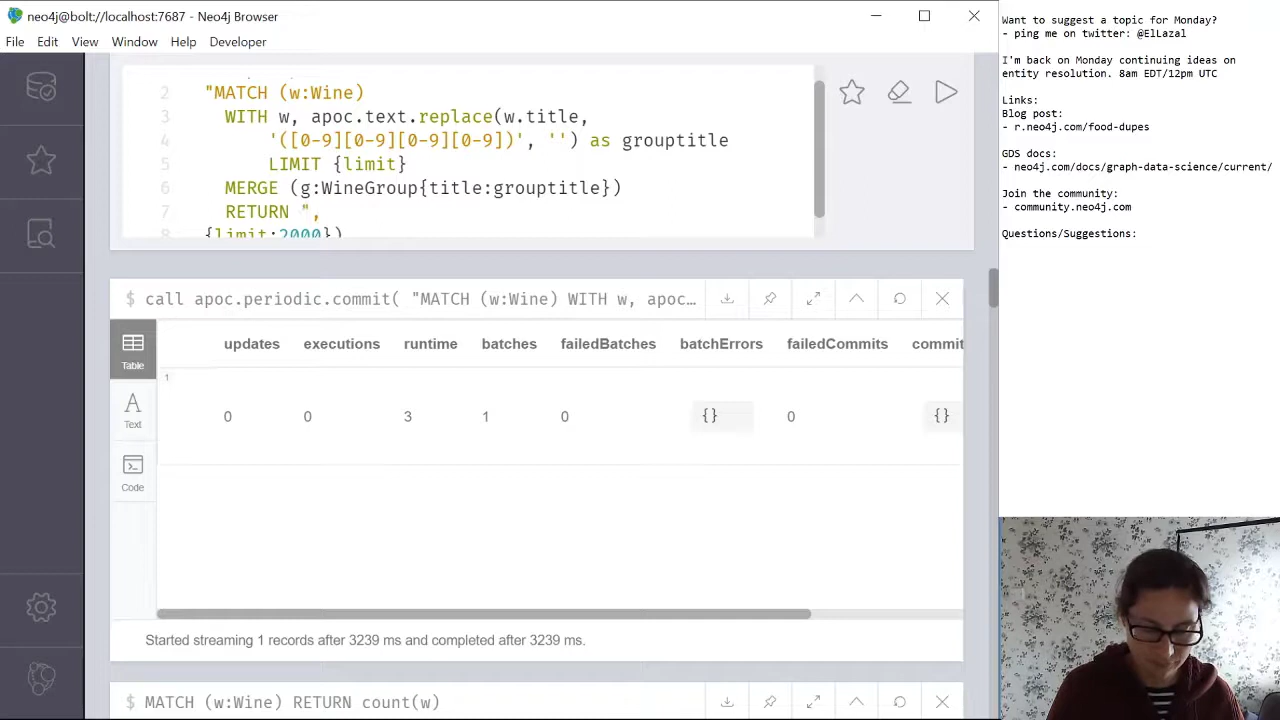 neo4j@bolt://localhost:7687 - Neo4j Browser
File Edit View Window Help Developer
2 "MATCH (w:Wine)
3 WITH w, apoc.text.replace(w.title,
4 '([0-9][0-9][0-9][0-9])', '') as grouptitle
5 LIMIT {limit}
6 MERGE (g:WineGroup{title:grouptitle})
7 RETURN ",
8 {limit:2000})
$ call apoc.periodic.commit( "MATCH (w:Wine) WITH w, apoc…
updates executions runtime batches failedBatches batchErrors failedCommits commit
Table
1
0 0 3 1 0 {} 0 {}
A
Text
Code
Started streaming 1 records after 3239 ms and completed after 3239 ms.
$ MATCH (w:Wine) RETURN count(w)
Want to suggest a topic for Monday?
- ping me on twitter: @ElLazal
I'm back on Monday continuing ideas on
entity resolution. 8am EDT/12pm UTC
Links:
Blog post:
- r.neo4j.com/food-dupes
GDS docs:
- neo4j.com/docs/graph-data-science/current/
Join the community:
- community.neo4j.com
Questions/Suggestions: